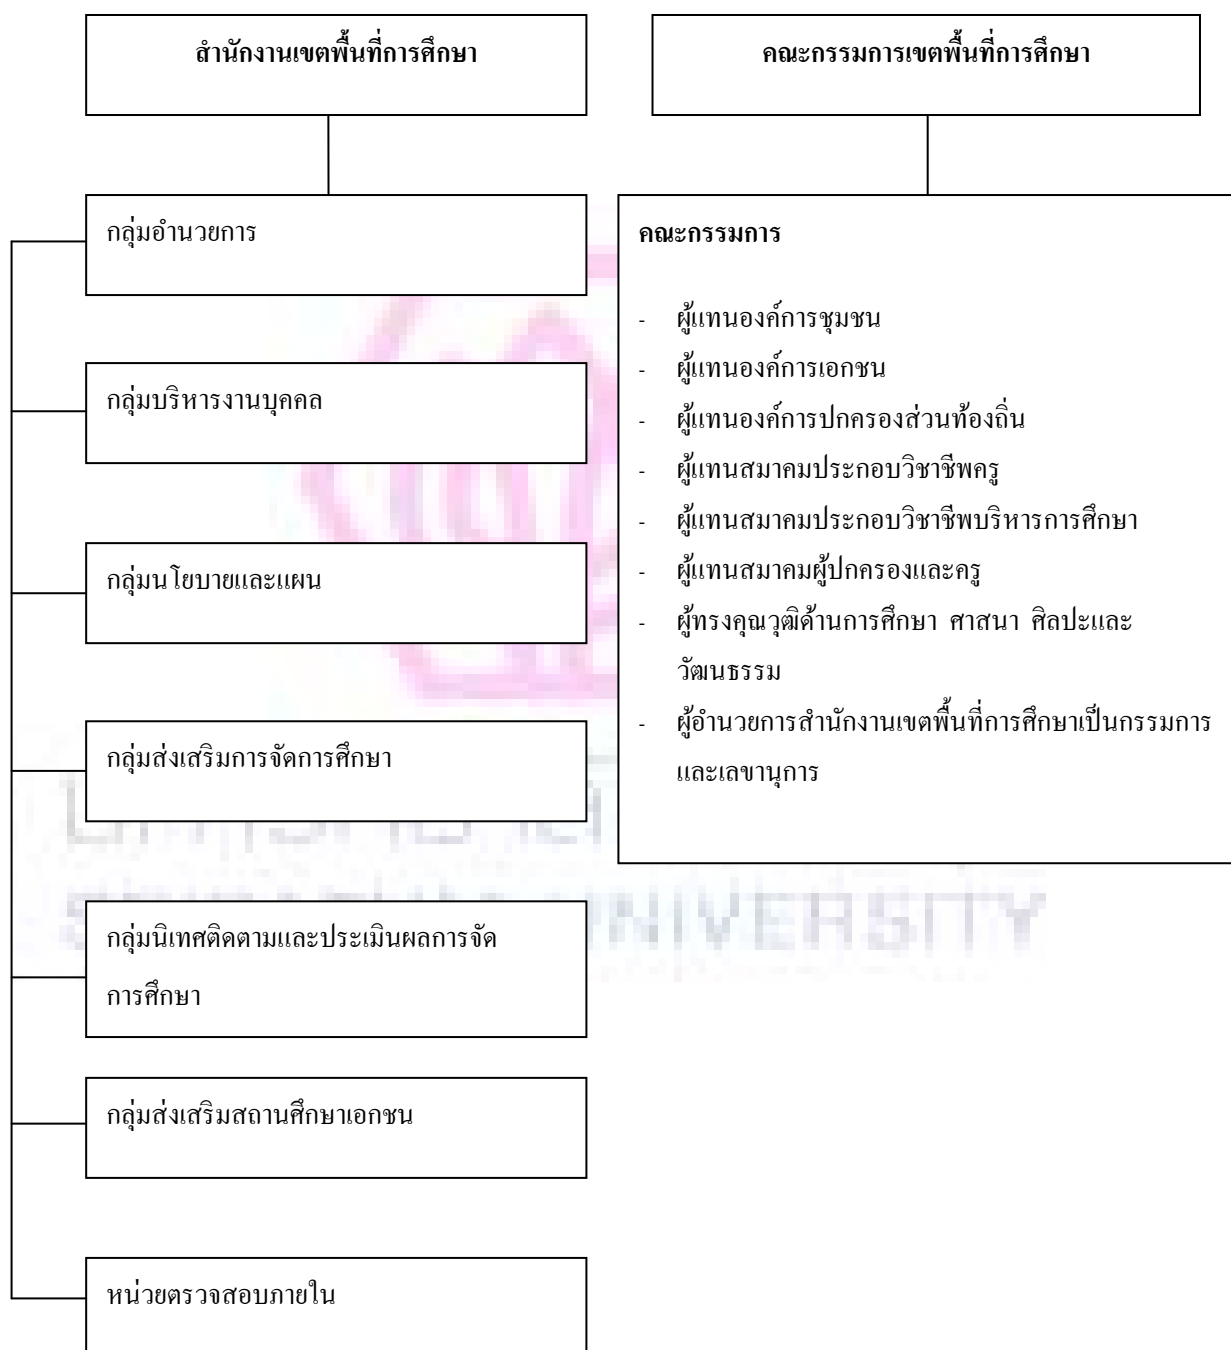 สำนักงานเขตพื้นที่การศึกษา
คณะกรรมการเขตพื้นที่การศึกษา
กลุ่มอำนวยการ
กลุ่มบริหารงานบุคคล
กลุ่มนโยบายและแผน
กลุ่มส่งเสริมการจัดการศึกษา
กลุ่มนิเทศติดตามและประเมินผลการจัด
การศึกษา
กลุ่มส่งเสริมสถานศึกษาเอกชน
หน่วยตรวจสอบภายใน
คณะกรรมการ
- ผู้แทนองค์การชุมชน
- ผู้แทนองค์การเอกชน
- ผู้แทนองค์การปกครองส่วนท้องถิ่น
- ผู้แทนสมาคมประกอบวิชาชีพครู
- ผู้แทนสมาคมประกอบวิชาชีพบริหารการศึกษา
- ผู้แทนสมาคมผู้ปกครองและครู
- ผู้ทรงคุณวุฒิด้านการศึกษา ศาสนา ศิลปะและ
วัฒนธรรม
- ผู้อำนวยการสำนักงานเขตพื้นที่การศึกษาเป็นกรรมการ
และเลขานุการ
UNIVERSITY